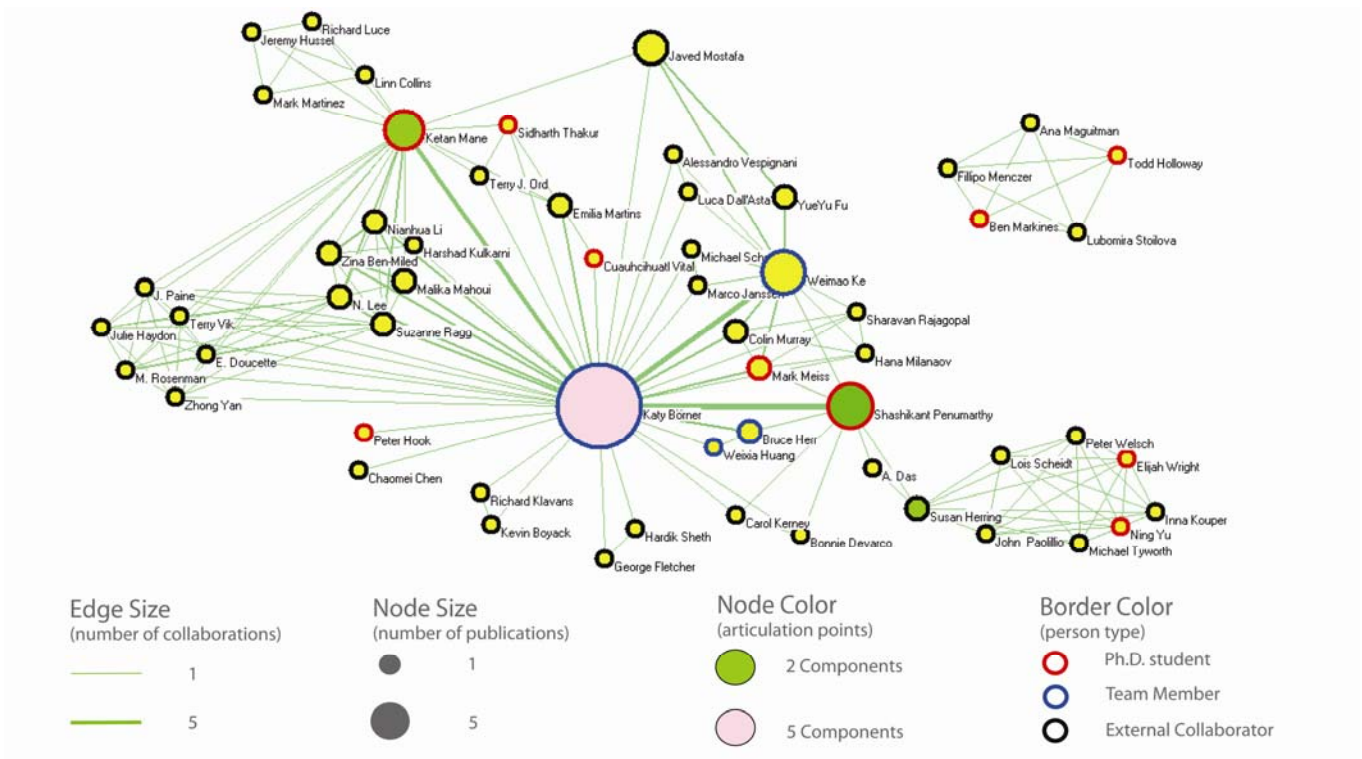 Richard Luce
Jeremy Hussel
Javed Mostafa
Linn Collins
Mark Martinez
Ketan Mane
Sidharth Thakur
Ana Maguitman
Todd Holloway
Alessandro Vespignani
Fillipo Menczer
Terry J. Ord
Luca Dall'Asta
YueYu Fu
Emilia Martins
Ben Markines
Nianhua Li
Lubomira Stoilova
Harshad Kulkarni
Michael Sch
Zina Ben-Miled
Cuauhcihuatl Vital
Weimao Ke
Malika Mahoui
Marco Janssen
J. Paine
N. Lee
Sharavan Rajagopal
Terry Vik
Julie Haydon
Suzanne Ragg
Colin Murray
E. Doucette
Hana Milanaov
M. Rosenman
Mark Meiss
Zhong Yan
Katy Börner
Shashikant Penumarthy
Peter Hook
Bruce Herr
Peter Welsch
Weixia Huang
Lois Scheidt
Elijah Wright
Chaomei Chen
A. Das
Richard Klavans
Susan Herring
Inna Kouper
Carol Kerney
Kevin Boyack
Hardik Sheth
Ning Yu
Bonnie Devarco
John Paolillio
Michael Tyworth
George Fletcher
Edge Size
(number of collaborations)
1
5
Node Size
(number of publications)
1
5
Node Color
(articulation points)
2 Components
5 Components
Border Color
(person type)
Ph.D. student
Team Member
External Collaborator